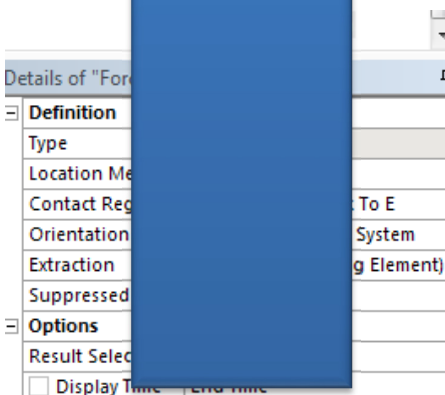 Details of "For
Definition
Type
Location Me
Contact Reg To E
Orientation System
Extraction g Element)
Suppressed
Options
Result Selec
Display Time End Time